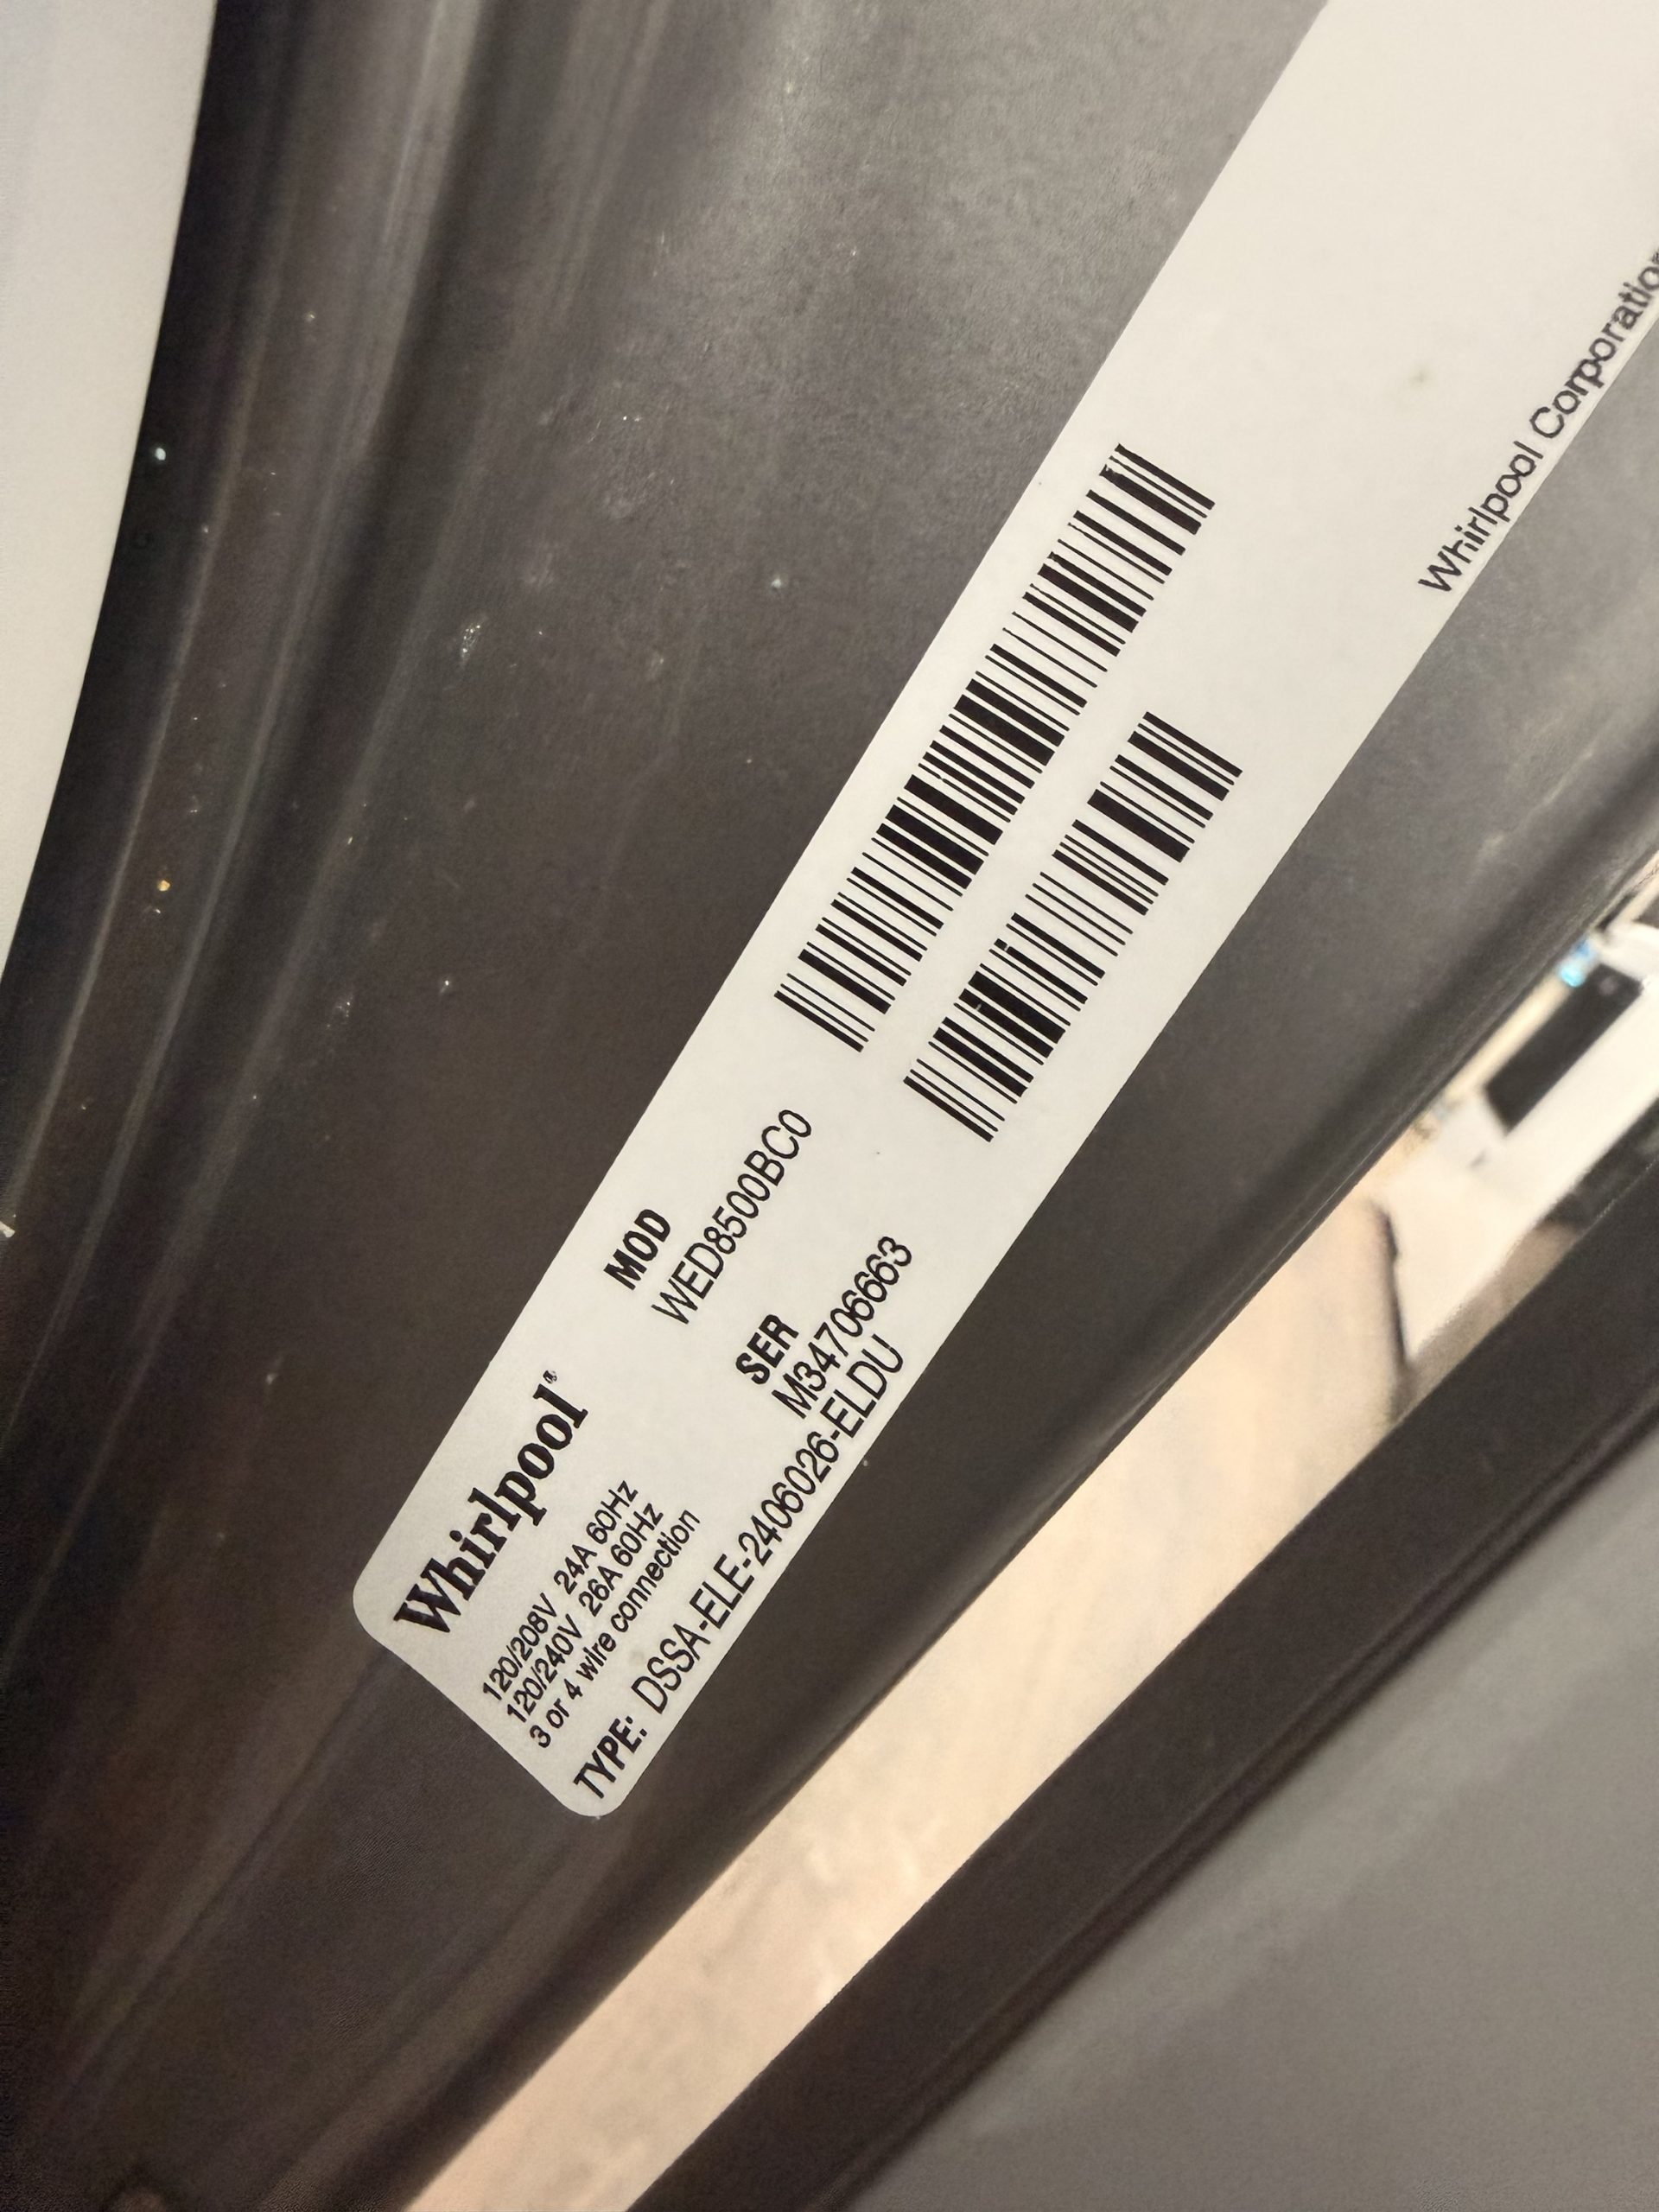 Whirlpool®
120/208V 24A 60Hz
120/240V 26A 60Hz
3 or 4 wire connection
TYPE: DSSA-ELE-2406026-ELDU
MOD
WED8500BC0
SER
M34706663
Whirlpool Corporation